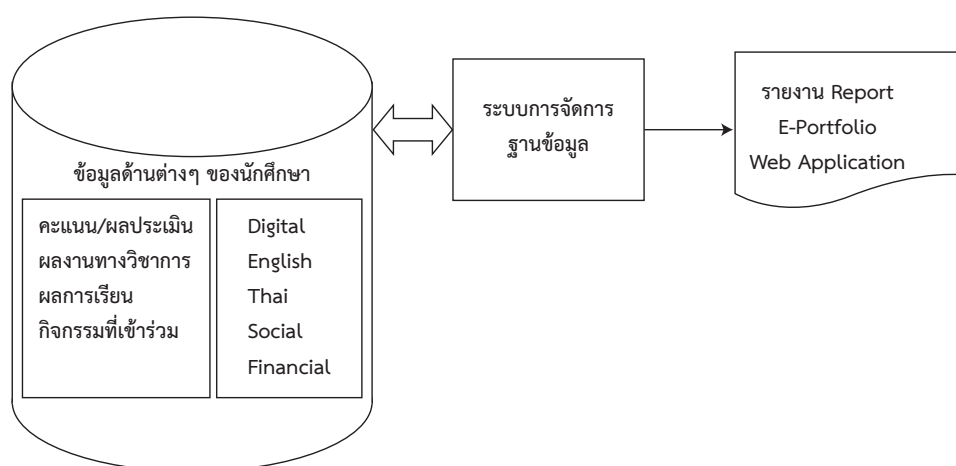 ข้อมูลด้านต่างๆ ของนักศึกษา
คะแนน/ผลประเมิน
ผลงานทางวิชาการ
ผลการเรียน
กิจกรรมที่เข้าร่วม
Digital
English
Thai
Social
Financial
ระบบการจัดการ
ฐานข้อมูล
รายงาน Report
E-Portfolio
Web Application